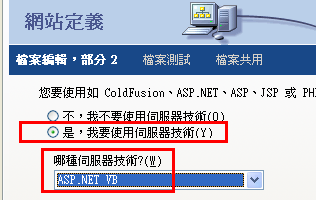 網站定義
檔案編輯，部分 2 檔案測試 檔案共用
您要使用如 ColdFusion、ASP.NET、ASP、JSP 或 PH
不，我不要使用伺服器技術(O)
是，我要使用伺服器技術(Y)
哪種伺服器技術?(W)
ASP.NET VB